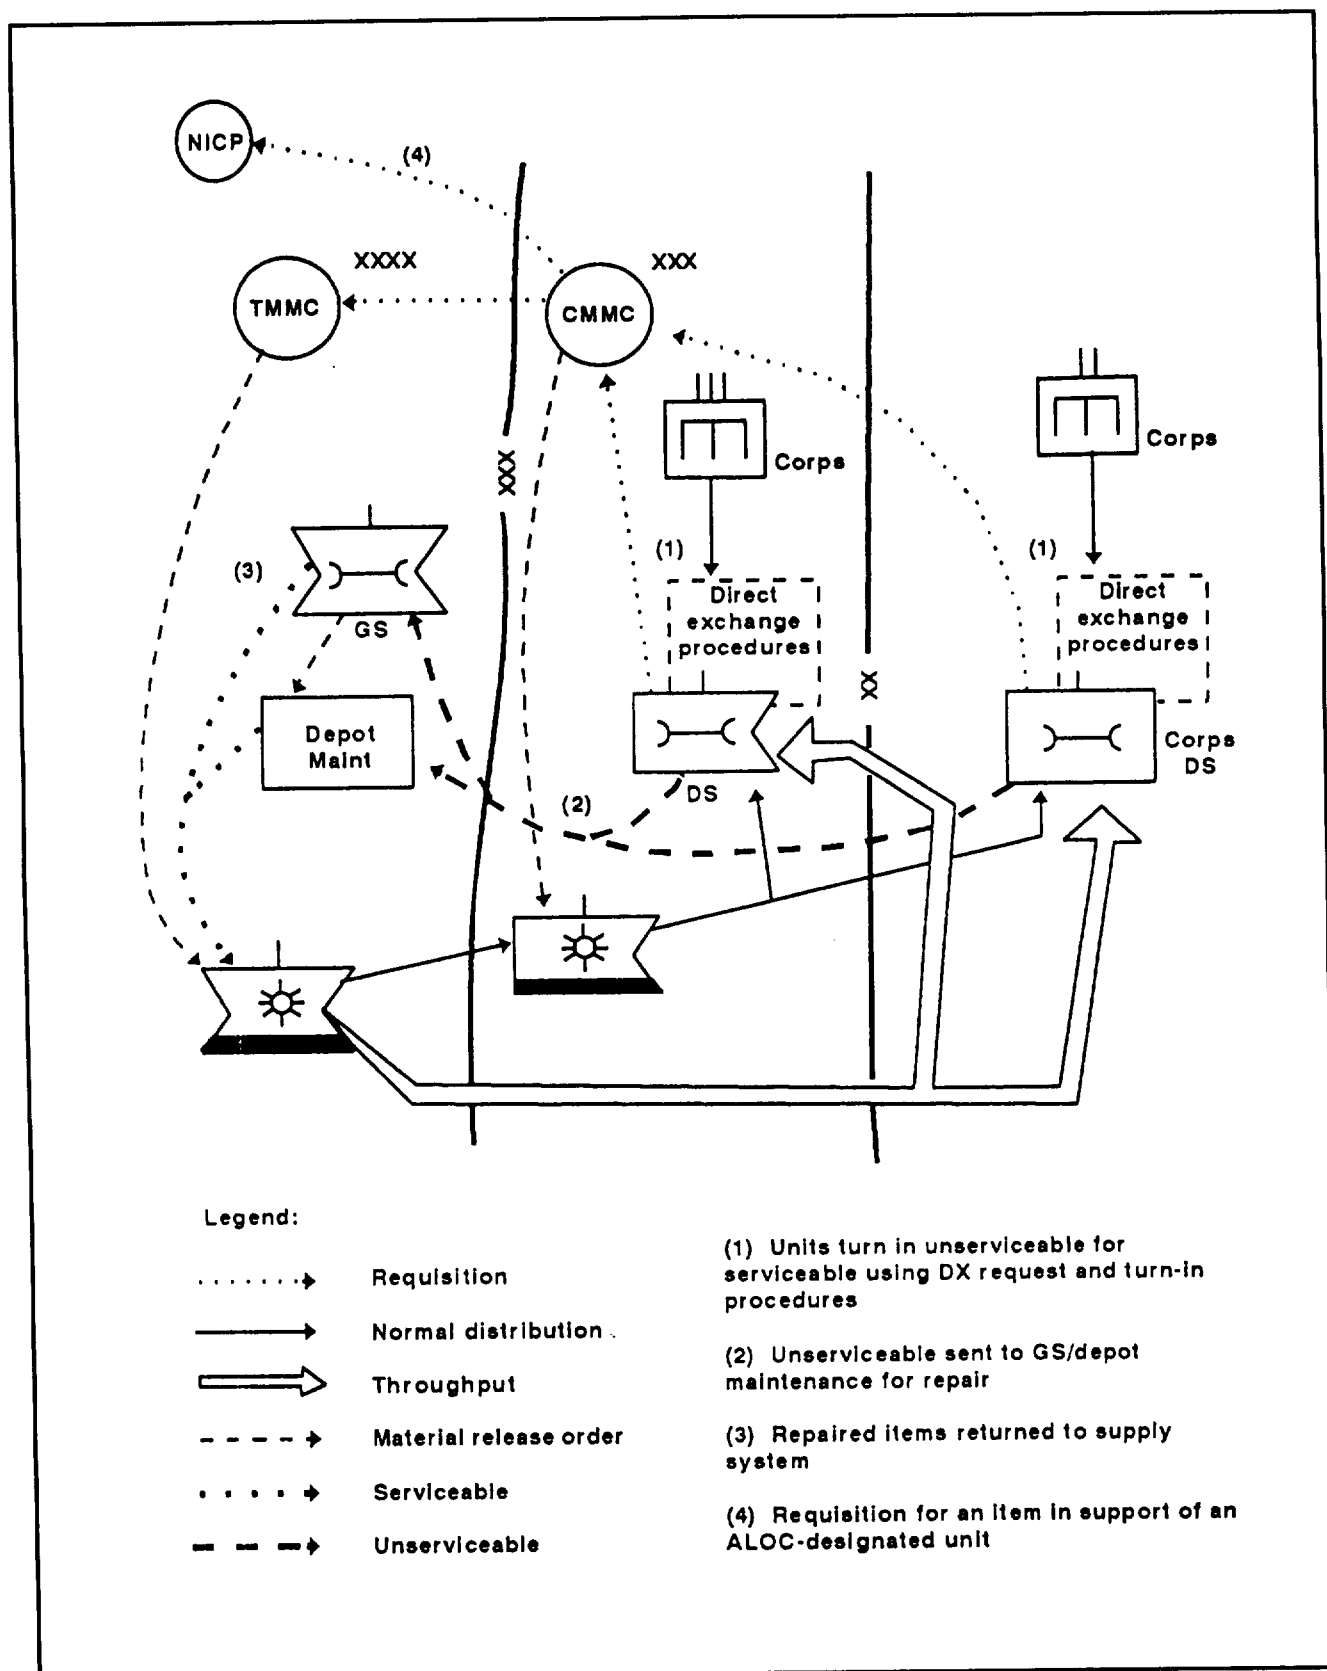 NICP
(4)
XXXX
XXX
TMMC
CMMC
Corps
Corps
XXX
(1)
(1)
(3)
Direct
exchange
procedures
Direct
exchange
procedures
GS
XX
Depot
Maint
Corps
DS
DS
(2)
Legend:
Requisition
Normal distribution
Throughput
Material release order
Serviceable
Unserviceable
(1) Units turn in unserviceable for
serviceable using DX request and turn-in
procedures
(2) Unserviceable sent to GS/depot
maintenance for repair
(3) Repaired items returned to supply
system
(4) Requisition for an item in support of an
ALOC-designated unit